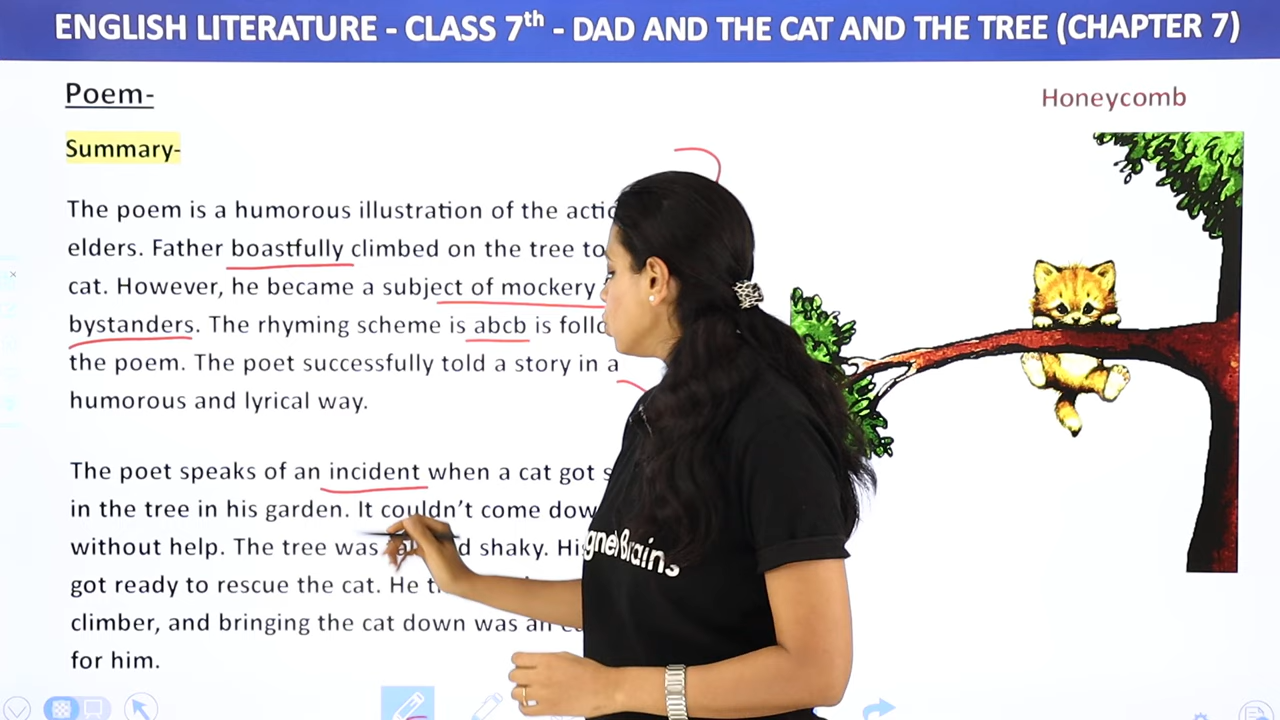 ENGLISH LITERATURE - CLASS 7th - DAD AND THE CAT AND THE TREE (CHAPTER 7)
Poem-
Honeycomb
Summary-
The poem is a humorous illustration of the
elders. Father boastfully climbed on the tree to
cat. However, he became a subject of mockery
bystanders. The rhyming scheme is abcb is
the poem. The poet successfully told a story in a
humorous and lyrical way.
The poet speaks of an incident when a cat got
in the tree in his garden. It couldn't come
without help. The tree was shaky.
got ready to rescue the cat. He
climber, and bringing the cat down was an
for him.
Brains